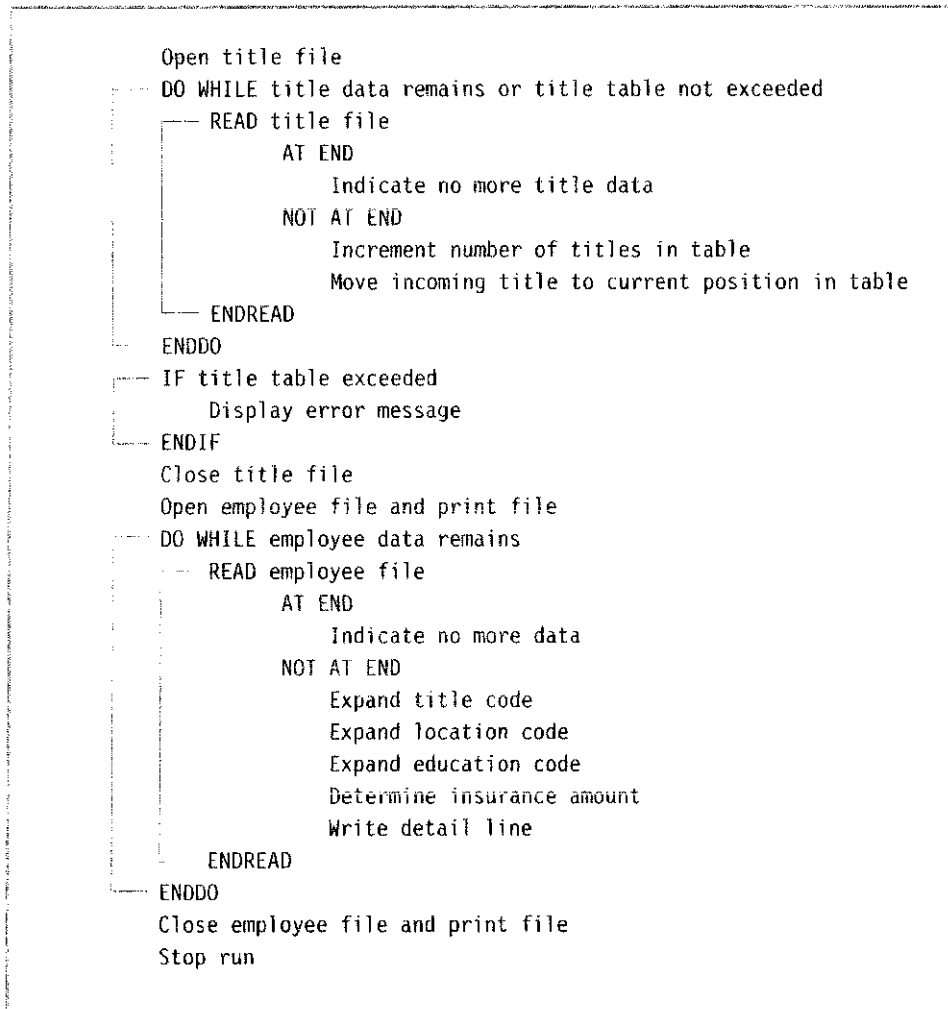 Open title file
DO WHILE title data remains or title table not exceeded
READ title file
AT END
Indicate no more title data
NOT AT END
Increment number of titles in table
Move incoming title to current position in table
ENDREAD
ENDDO
IF title table exceeded
Display error message
ENDIF
Close title file
Open employee file and print file
DO WHILE employee data remains
READ employee file
AT END
Indicate no more data
NOT AT END
Expand title code
Expand location code
Expand education code
Determine insurance amount
Write detail line
ENDREAD
ENDDO
Close employee file and print file
Stop run